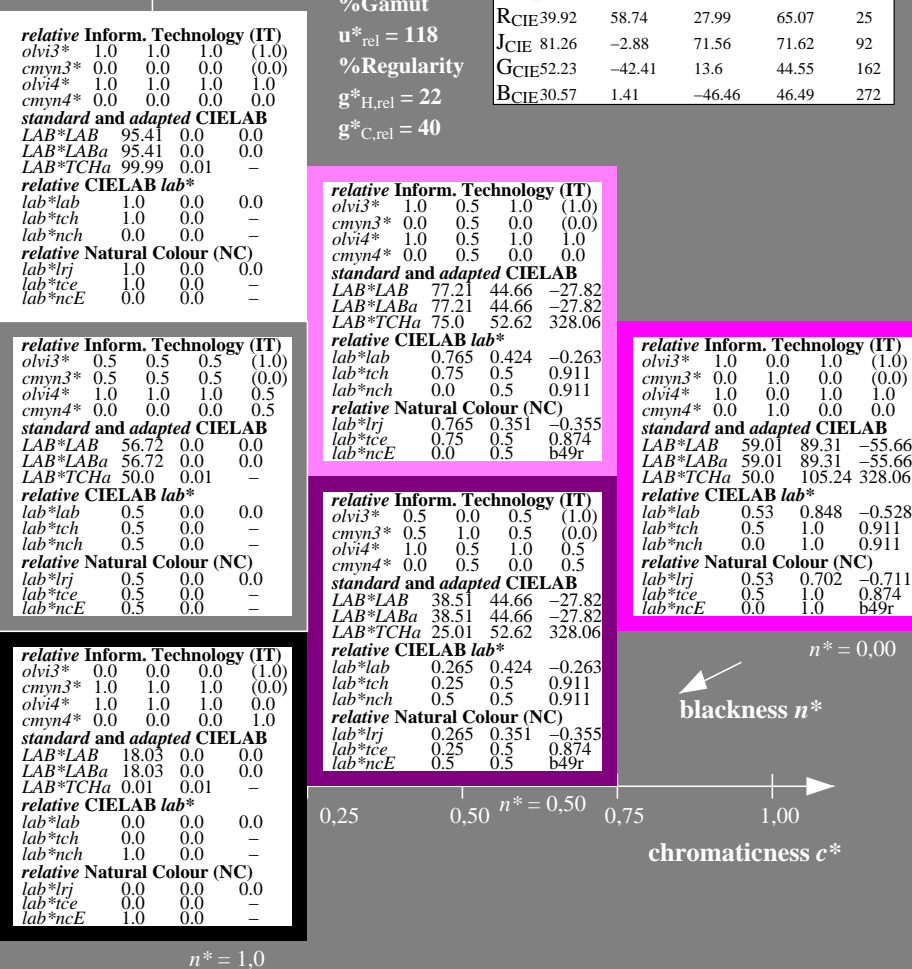 %Gamut
u*rel = 118
%Regularity
g*H,rel = 22
g*C,rel = 40
RCIE 39.92 58.74 27.99 65.07 25
JCIE 81.26 −2.88 71.56 71.62 92
GCIE 52.23 −42.41 13.6 44.55 162
BCIE 30.57 1.41 −46.46 46.49 272
relative Inform. Technology (IT)
olvi3* 1.0 1.0 1.0 (1.0)
cmyn3* 0.0 0.0 0.0 (0.0)
olvi4* 1.0 1.0 1.0 1.0
cmyn4* 0.0 0.0 0.0 0.0
standard and adapted CIELAB
LAB*LAB 95.41 0.0 0.0
LAB*LABa 95.41 0.0 0.0
LAB*TCHa 99.99 0.01 –
relative CIELAB lab*
lab*lab 1.0 0.0 0.0
lab*tch 1.0 0.0 –
lab*nch 0.0 0.0 –
relative Natural Colour (NC)
lab*lrj 1.0 0.0 0.0
lab*tce 1.0 0.0 –
lab*ncE 0.0 0.0 –
relative Inform. Technology (IT)
olvi3* 1.0 0.5 1.0 (1.0)
cmyn3* 0.0 0.5 0.0 (0.0)
olvi4* 1.0 0.5 1.0 1.0
cmyn4* 0.0 0.5 0.0 0.0
standard and adapted CIELAB
LAB*LAB 77.21 44.66 −27.82
LAB*LABa 77.21 44.66 −27.82
LAB*TCHa 75.0 52.62 328.06
relative CIELAB lab*
lab*lab 0.765 0.424 −0.263
lab*tch 0.75 0.5 0.911
lab*nch 0.0 0.5 0.911
relative Natural Colour (NC)
lab*lrj 0.765 0.351 −0.355
lab*tce 0.75 0.5 0.874
lab*ncE 0.0 0.5 b49r
relative Inform. Technology (IT)
olvi3* 0.5 0.5 0.5 (1.0)
cmyn3* 0.5 0.5 0.5 (0.0)
olvi4* 1.0 1.0 1.0 0.5
cmyn4* 0.0 0.0 0.0 0.5
standard and adapted CIELAB
LAB*LAB 56.72 0.0 0.0
LAB*LABa 56.72 0.0 0.0
LAB*TCHa 50.0 0.01 –
relative CIELAB lab*
lab*lab 0.5 0.0 0.0
lab*tch 0.5 0.0 –
lab*nch 0.5 0.0 –
relative Natural Colour (NC)
lab*lrj 0.5 0.0 0.0
lab*tce 0.5 0.0 –
lab*ncE 0.5 0.0 –
relative Inform. Technology (IT)
olvi3* 1.0 0.0 1.0 (1.0)
cmyn3* 0.0 1.0 0.0 (0.0)
olvi4* 1.0 0.0 1.0 1.0
cmyn4* 0.0 1.0 0.0 0.0
standard and adapted CIELAB
LAB*LAB 59.01 89.31 −55.66
LAB*LABa 59.01 89.31 −55.66
LAB*TCHa 50.0 105.24 328.06
relative CIELAB lab*
lab*lab 0.53 0.848 −0.528
lab*tch 0.5 1.0 0.911
lab*nch 0.0 1.0 0.911
relative Natural Colour (NC)
lab*lrj 0.53 0.702 −0.711
lab*tce 0.5 1.0 0.874
lab*ncE 0.0 1.0 b49r
relative Inform. Technology (IT)
olvi3* 0.5 0.0 0.5 (1.0)
cmyn3* 0.5 1.0 0.5 (0.0)
olvi4* 1.0 0.5 1.0 0.5
cmyn4* 0.0 0.5 0.0 0.5
standard and adapted CIELAB
LAB*LAB 38.51 44.66 −27.82
LAB*LABa 38.51 44.66 −27.82
LAB*TCHa 25.01 52.62 328.06
relative CIELAB lab*
lab*lab 0.265 0.424 −0.263
lab*tch 0.25 0.5 0.911
lab*nch 0.5 0.5 0.911
relative Natural Colour (NC)
lab*lrj 0.265 0.351 −0.355
lab*tce 0.25 0.5 0.874
lab*ncE 0.5 0.5 b49r
relative Inform. Technology (IT)
olvi3* 0.0 0.0 0.0 (1.0)
cmyn3* 1.0 1.0 1.0 (0.0)
olvi4* 1.0 1.0 1.0 0.0
cmyn4* 0.0 0.0 0.0 1.0
standard and adapted CIELAB
LAB*LAB 18.03 0.0 0.0
LAB*LABa 18.03 0.0 0.0
LAB*TCHa 0.01 0.01 –
relative CIELAB lab*
lab*lab 0.0 0.0 0.0
lab*tch 0.0 0.0 –
lab*nch 1.0 0.0 –
relative Natural Colour (NC)
lab*lrj 0.0 0.0 0.0
lab*tce 0.0 0.0 –
lab*ncE 1.0 0.0 –
n* = 0,00
blackness n*
n* = 0,50
0,25 0,50 0,75 1,00
chromaticness c*
n* = 1,0